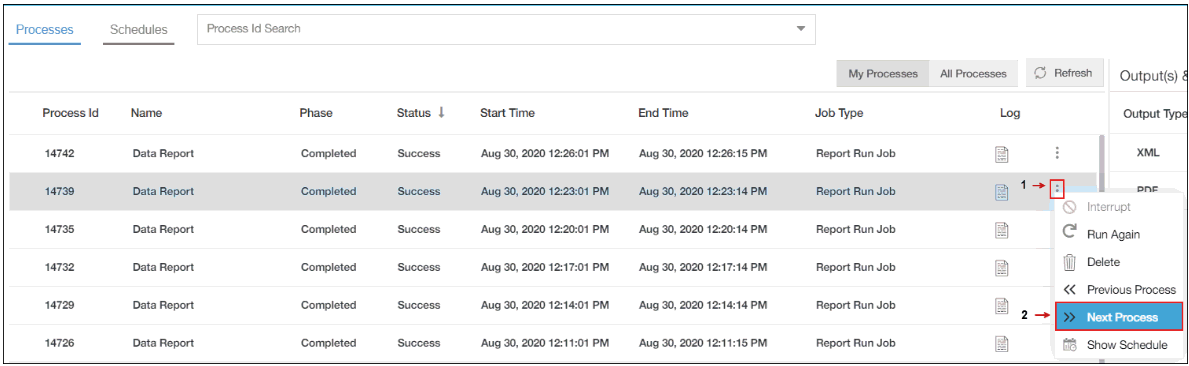 Processes Schedules Process Id Search
My Processes All Processes Refresh Output(s) &
Process Id Name Phase Status ↓ Start Time End Time Job Type Log Output Type
14742 Data Report Completed Success Aug 30, 2020 12:26:01 PM Aug 30, 2020 12:26:15 PM Report Run Job XML
14739 Data Report Completed Success Aug 30, 2020 12:23:01 PM Aug 30, 2020 12:23:14 PM Report Run Job 1 PDF
Interrupt
14735 Data Report Completed Success Aug 30, 2020 12:20:01 PM Aug 30, 2020 12:20:14 PM Report Run Job Run Again
14732 Data Report Completed Success Aug 30, 2020 12:17:01 PM Aug 30, 2020 12:17:14 PM Report Run Job Delete
Previous Process
14729 Data Report Completed Success Aug 30, 2020 12:14:01 PM Aug 30, 2020 12:14:14 PM Report Run Job 2 Next Process
14726 Data Report Completed Success Aug 30, 2020 12:11:01 PM Aug 30, 2020 12:11:15 PM Report Run Job Show Schedule